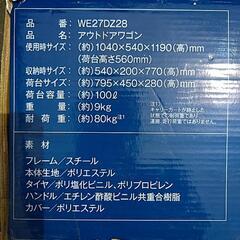 品番：WE27DZ28
品名：アウトドアワゴン
使用時サイズ：(約)1040×540×1190(高)mm
(荷台高さ560mm)
収納時サイズ：(約)540×200×770(高)mm
荷台サイズ：(約)795×450×280(高)mm
荷台容量：(約)100ℓ
重量：(約)9kg
耐荷重：(約)80kg 注1
素材
フレーム／スチール
本体生地／ポリエステル
タイヤ／ポリ塩化ビニル、ポリプロピレン
ハンドル／エチレン酢酸ビニル共重合樹脂
カバー／ポリエステル